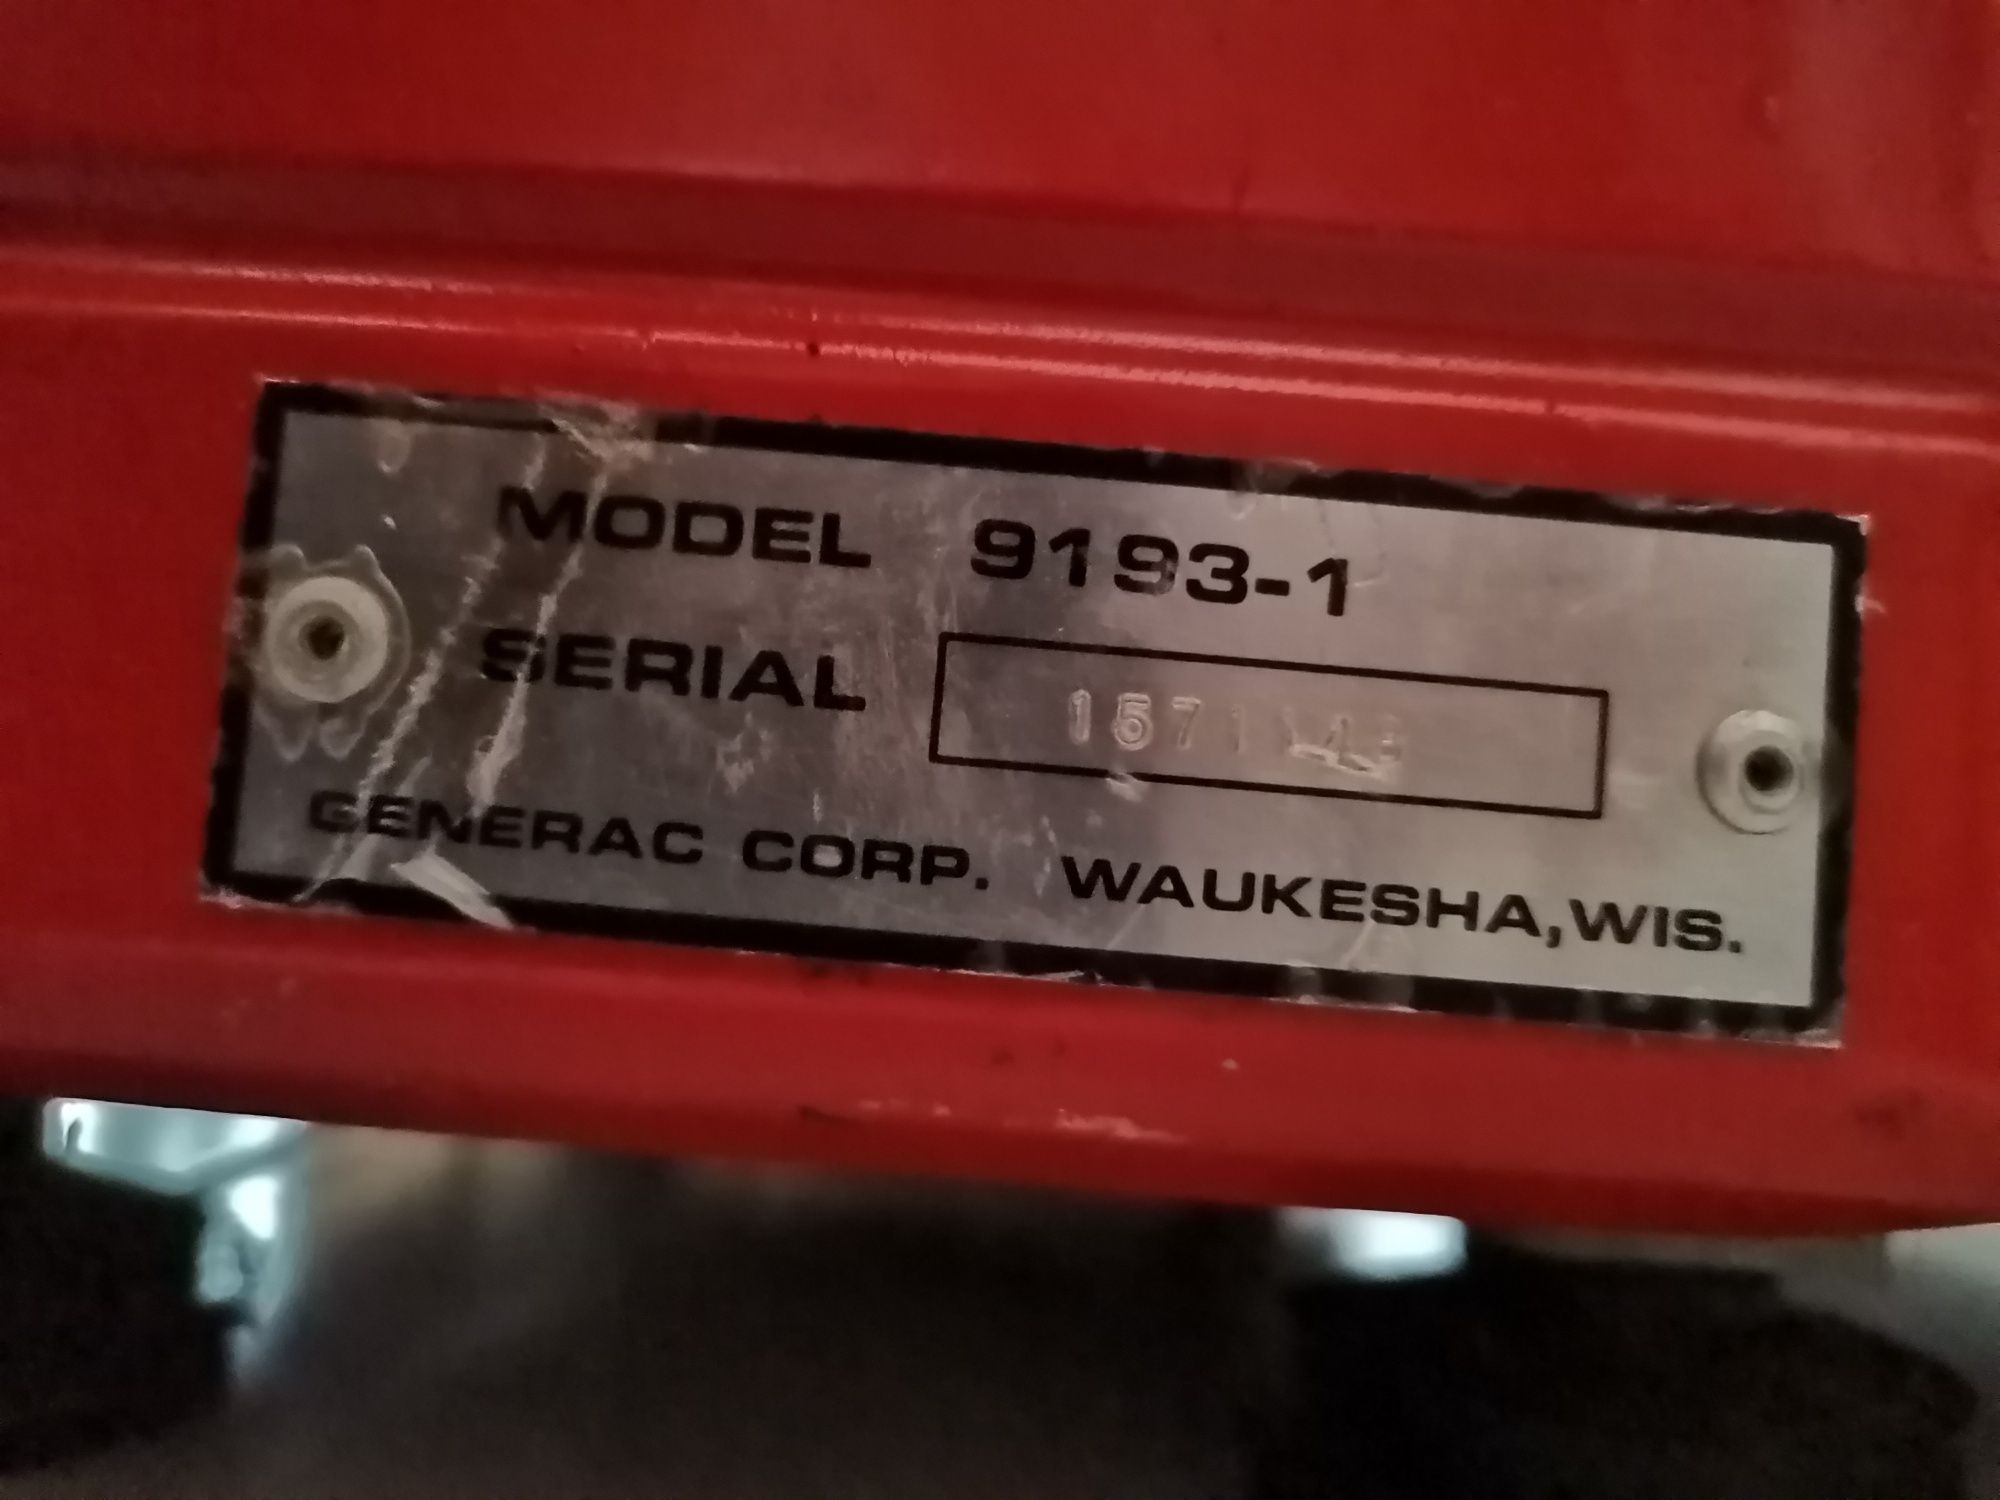 MODEL 9193-1
SERIAL
GENERAC CORP. WAUKESHA, WIS.